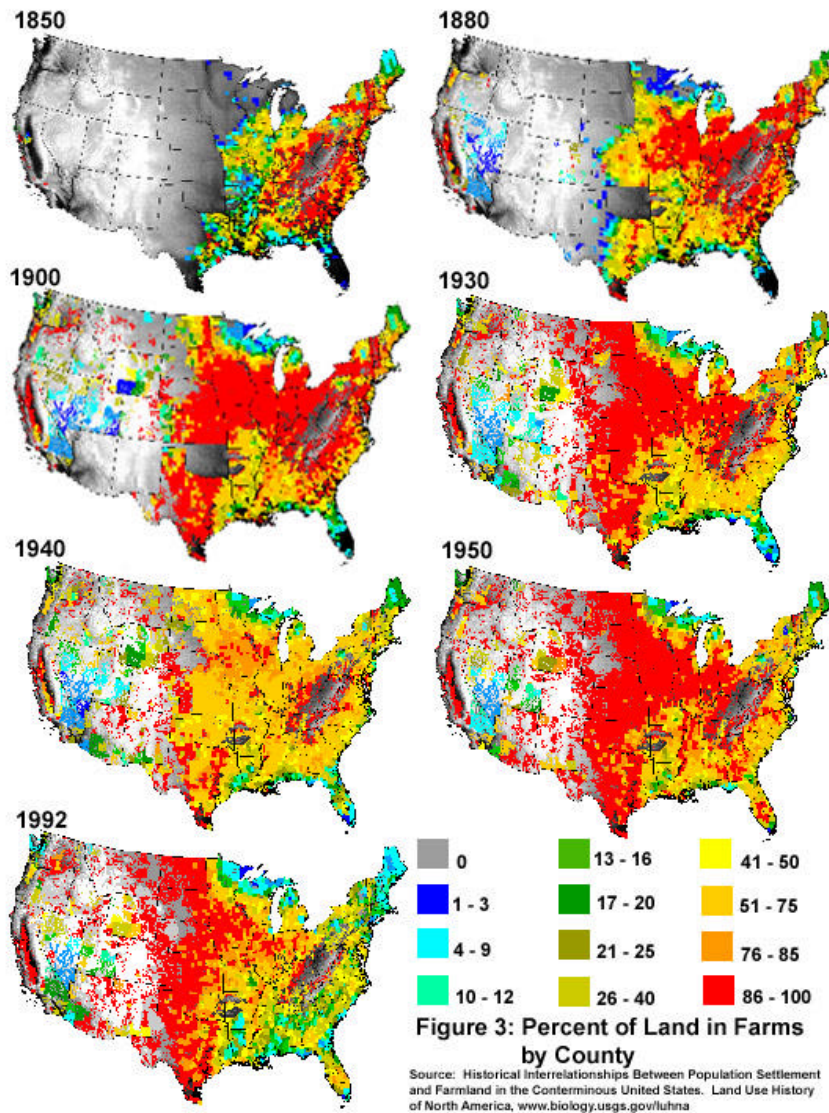 1850
1880
1900
1930
1940
1950
1992
0
1 - 3
4 - 9
10 - 12
13 - 16
17 - 20
21 - 25
26 - 40
41 - 50
51 - 75
76 - 85
86 - 100
Figure 3: Percent of Land in Farms
by County
Source: Historical Interrelationships Between Population Settlement
and Farmland in the Conterminous United States. Land Use History
of North America, www.biology.usgs.gov/luhna